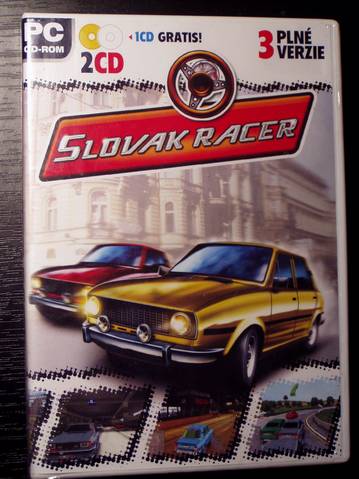 PC
CD-ROM
2CD
1CD GRATIS!
3 PLNÉ
VERZIE
SLOVAK RACER